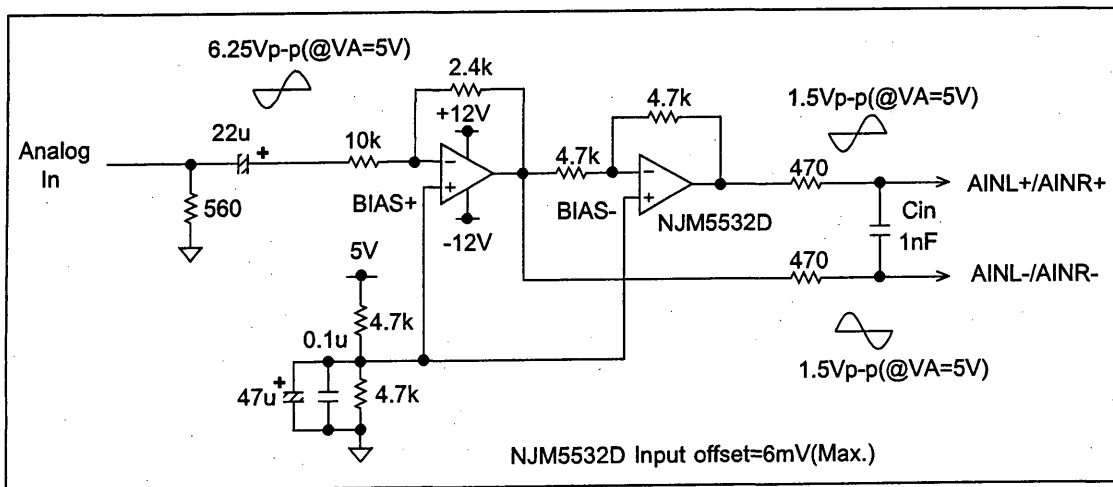 6.25Vp-p(@VA=5V)
2.4k
4.7k
1.5Vp-p(@VA=5V)
+12V
22u
+
10k
Analog
In
−
+
4.7k
−
+
470
AINL+/AINR+
560
BIAS+
-12V
BIAS-
NJM5532D
Cin
1nF
5V
470
AINL-/AINR-
4.7k
0.1u
1.5Vp-p(@VA=5V)
47u
+
4.7k
NJM5532D Input offset=6mV(Max.)